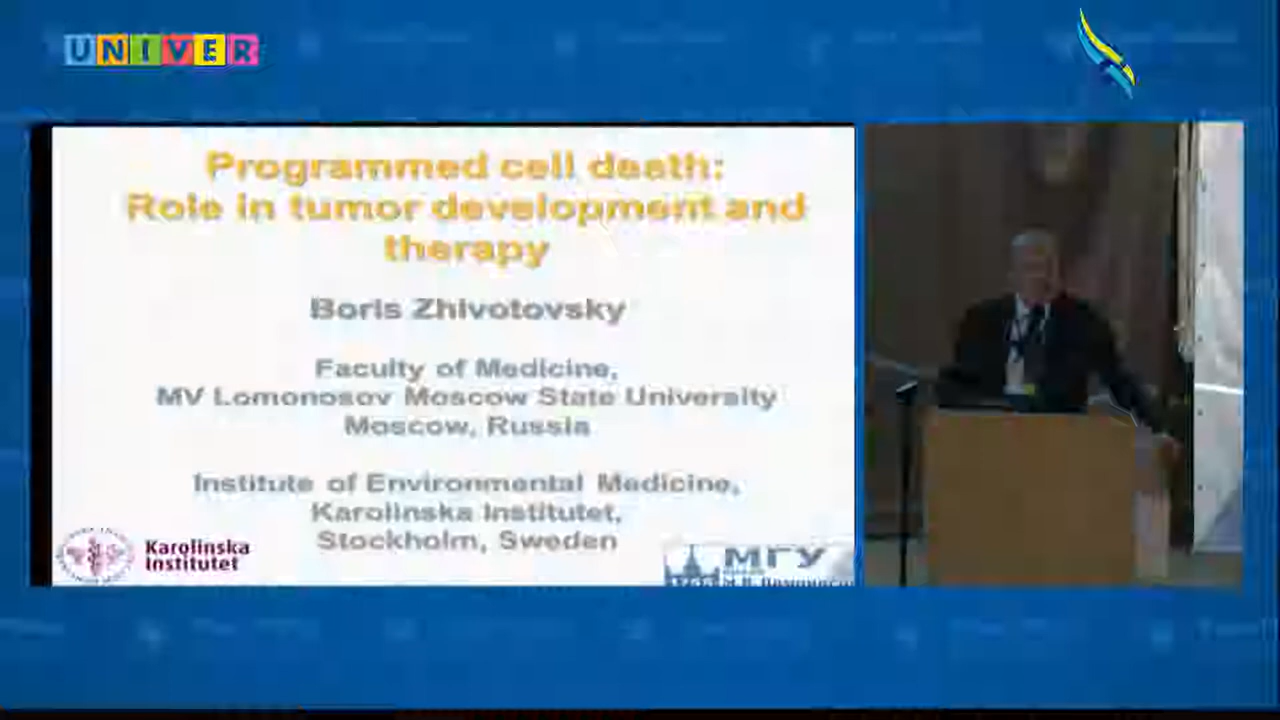 UNIVER
Programmed cell death:
Role in tumor development and
therapy
Boris Zhivotovsky
Faculty of Medicine,
MV Lomonosov Moscow State University
Moscow, Russia
Institute of Environmental Medicine,
Karolinska Institutet,
Stockholm, Sweden
Karolinska
Institutet
МГУ